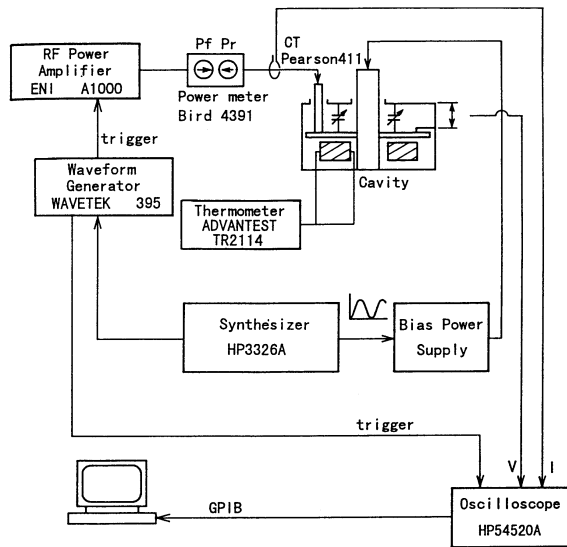 RF Power
Amplifier
ENI A1000
Pf Pr
Power meter
Bird 4391
CT
Pearson411
trigger
Waveform
Generator
WAVETEK 395
Cavity
Thermometer
ADVANTEST
TR2114
Synthesizer
HP3326A
Bias Power
Supply
trigger
V I
GPIB
Oscilloscope
HP54520A